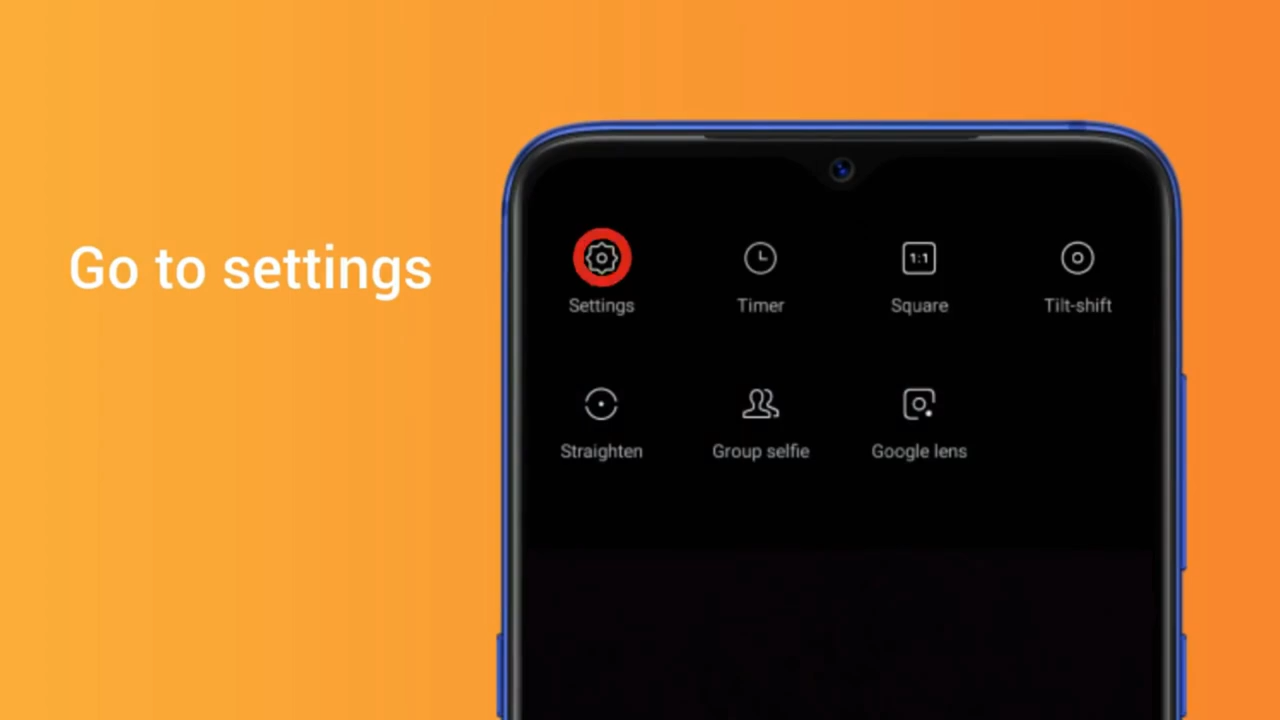 Go to settings
Settings
Timer
1:1
Square
Tilt-shift
Straighten
Group selfie
Google lens